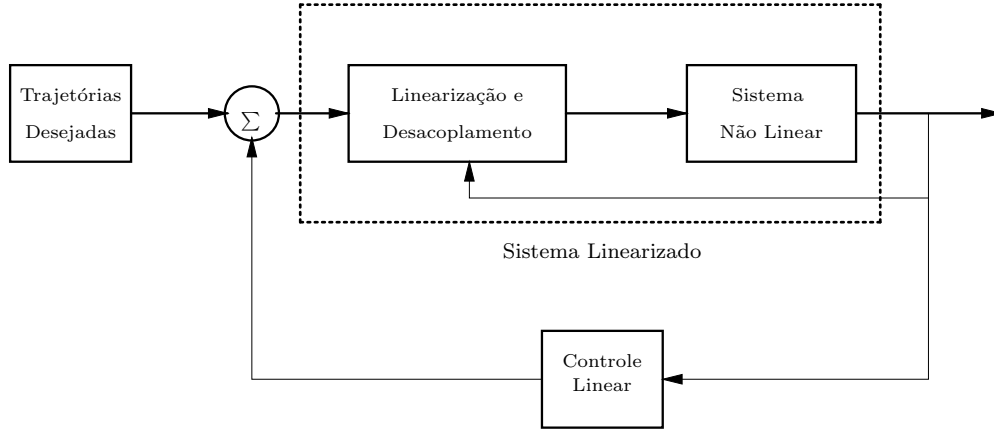 Trajetórias
Desejadas
∑
Linearização e
Desacoplamento
Sistema
Não Linear
Sistema Linearizado
Controle
Linear